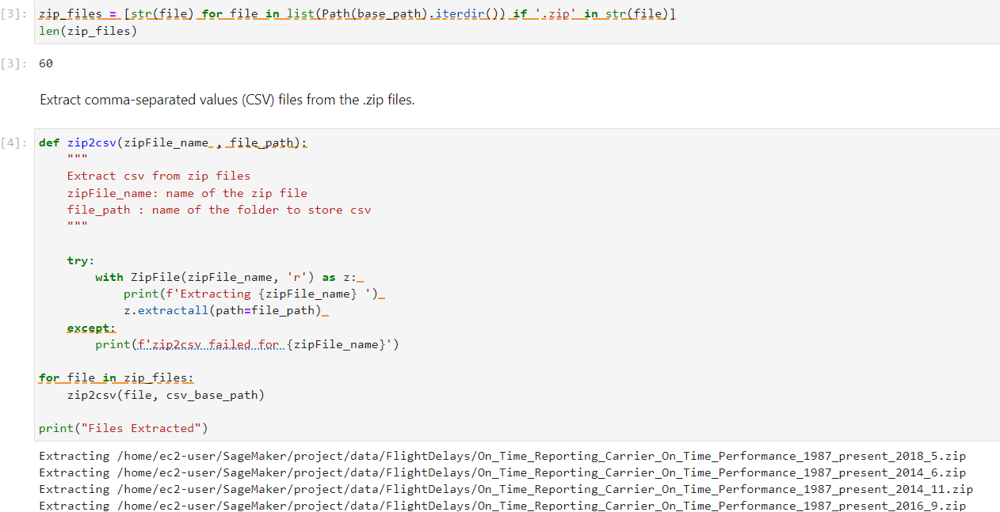 [3]: zip_files = [str(file) for file in list(Path(base_path).iterdir()) if '.zip' in str(file)]
len(zip_files)
[3]: 60
Extract comma-separated values (CSV) files from the .zip files.
[4]: def zip2csv(zipFile_name , file_path):
    """
    Extract csv from zip files
    zipFile_name: name of the zip file
    file_path : name of the folder to store csv
    """
    try:
        with ZipFile(zipFile_name, 'r') as z:
            print(f'Extracting {zipFile_name} ')
            z.extractall(path=file_path)
    except:
        print(f'zip2csv failed for {zipFile_name}')
for file in zip_files:
    zip2csv(file, csv_base_path)
print("Files Extracted")
Extracting /home/ec2-user/SageMaker/project/data/FlightDelays/On_Time_Reporting_Carrier_On_Time_Performance_1987_present_2018_5.zip
Extracting /home/ec2-user/SageMaker/project/data/FlightDelays/On_Time_Reporting_Carrier_On_Time_Performance_1987_present_2014_6.zip
Extracting /home/ec2-user/SageMaker/project/data/FlightDelays/On_Time_Reporting_Carrier_On_Time_Performance_1987_present_2014_11.zip
Extracting /home/ec2-user/SageMaker/project/data/FlightDelays/On_Time_Reporting_Carrier_On_Time_Performance_1987_present_2016_9.zip